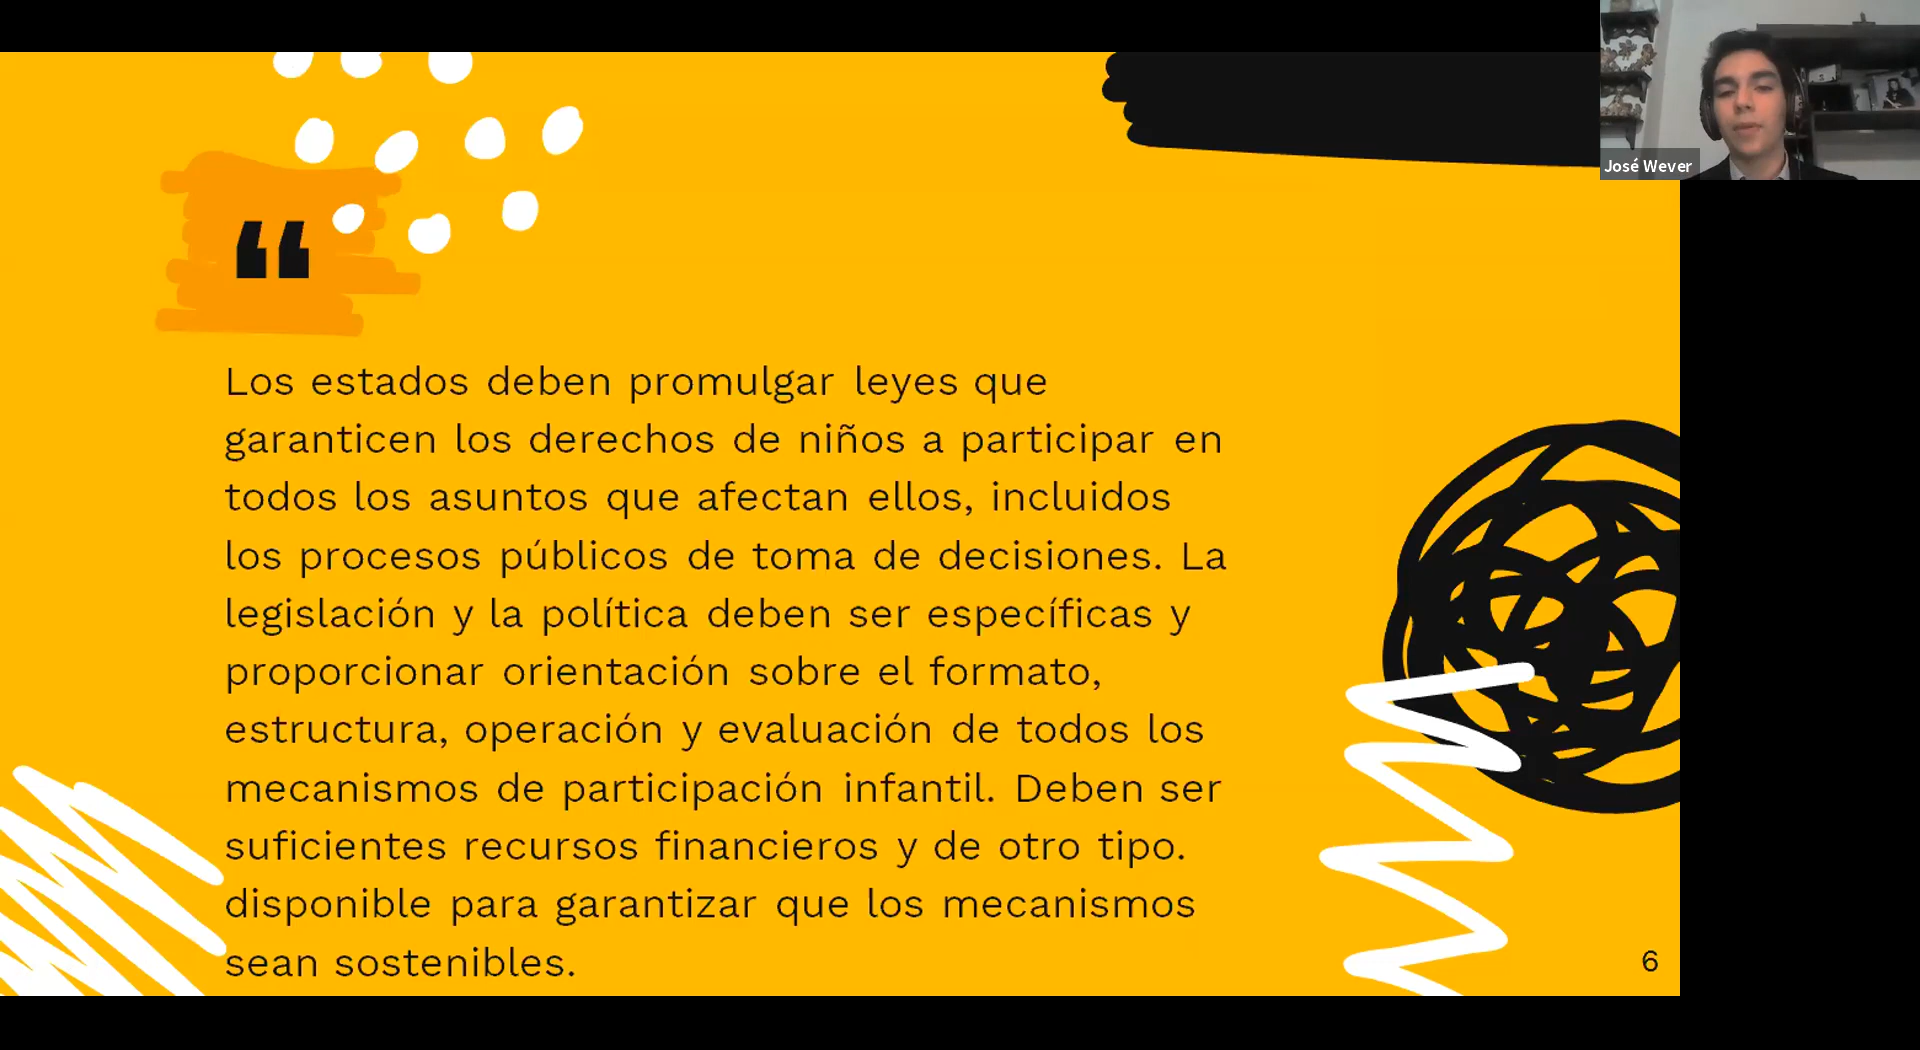 José Wever
“
Los estados deben promulgar leyes que
garanticen los derechos de niños a participar en
todos los asuntos que afectan ellos, incluidos
los procesos públicos de toma de decisiones. La
legislación y la política deben ser específicas y
proporcionar orientación sobre el formato,
estructura, operación y evaluación de todos los
mecanismos de participación infantil. Deben ser
suficientes recursos financieros y de otro tipo.
disponible para garantizar que los mecanismos
sean sostenibles.
6